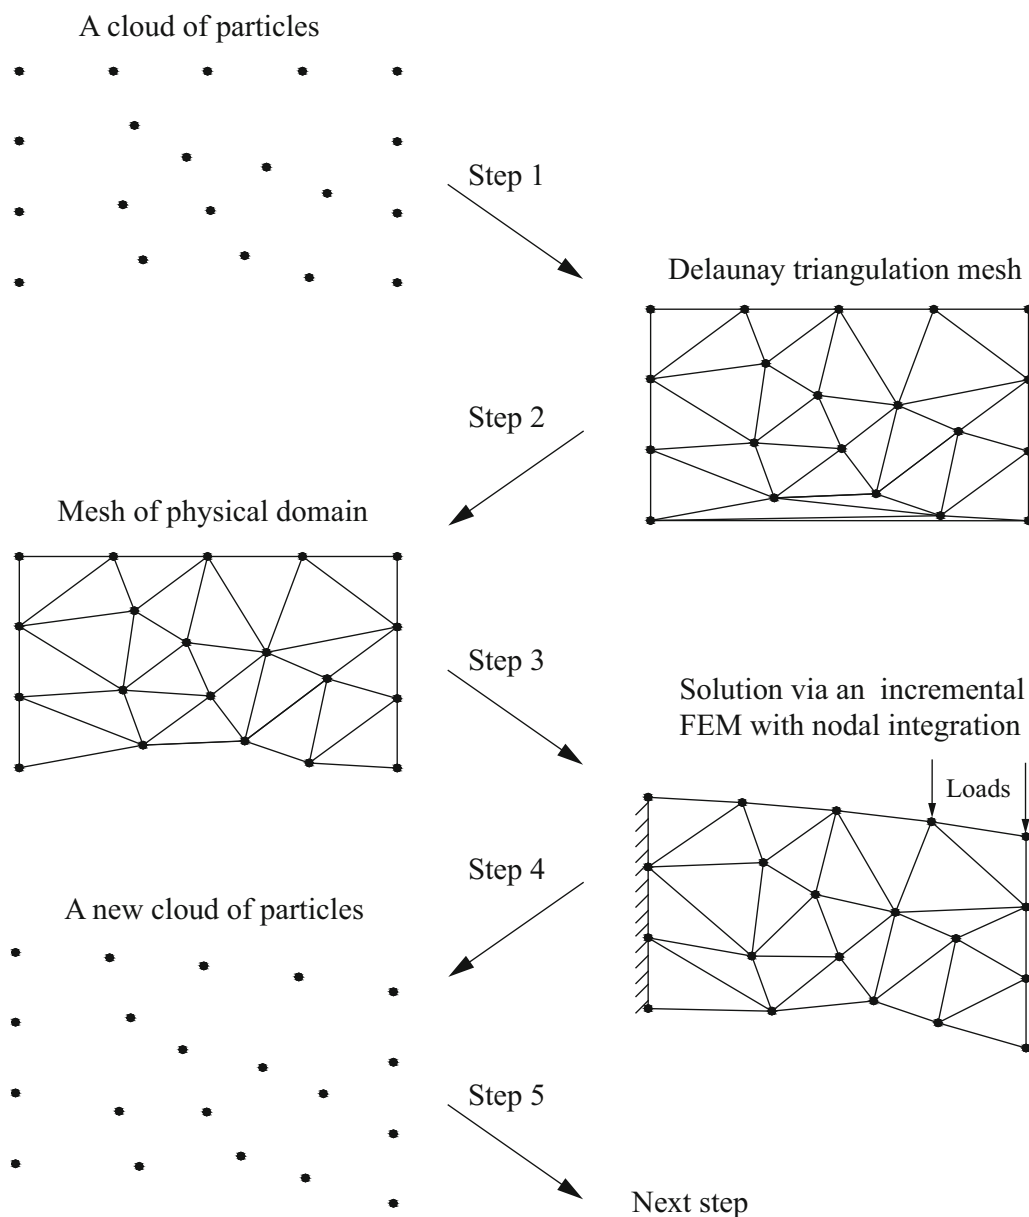 A cloud of particles
Step 1
Delaunay triangulation mesh
Step 2
Mesh of physical domain
Step 3
Solution via an incremental
FEM with nodal integration
Loads
Step 4
A new cloud of particles
Step 5
Next step